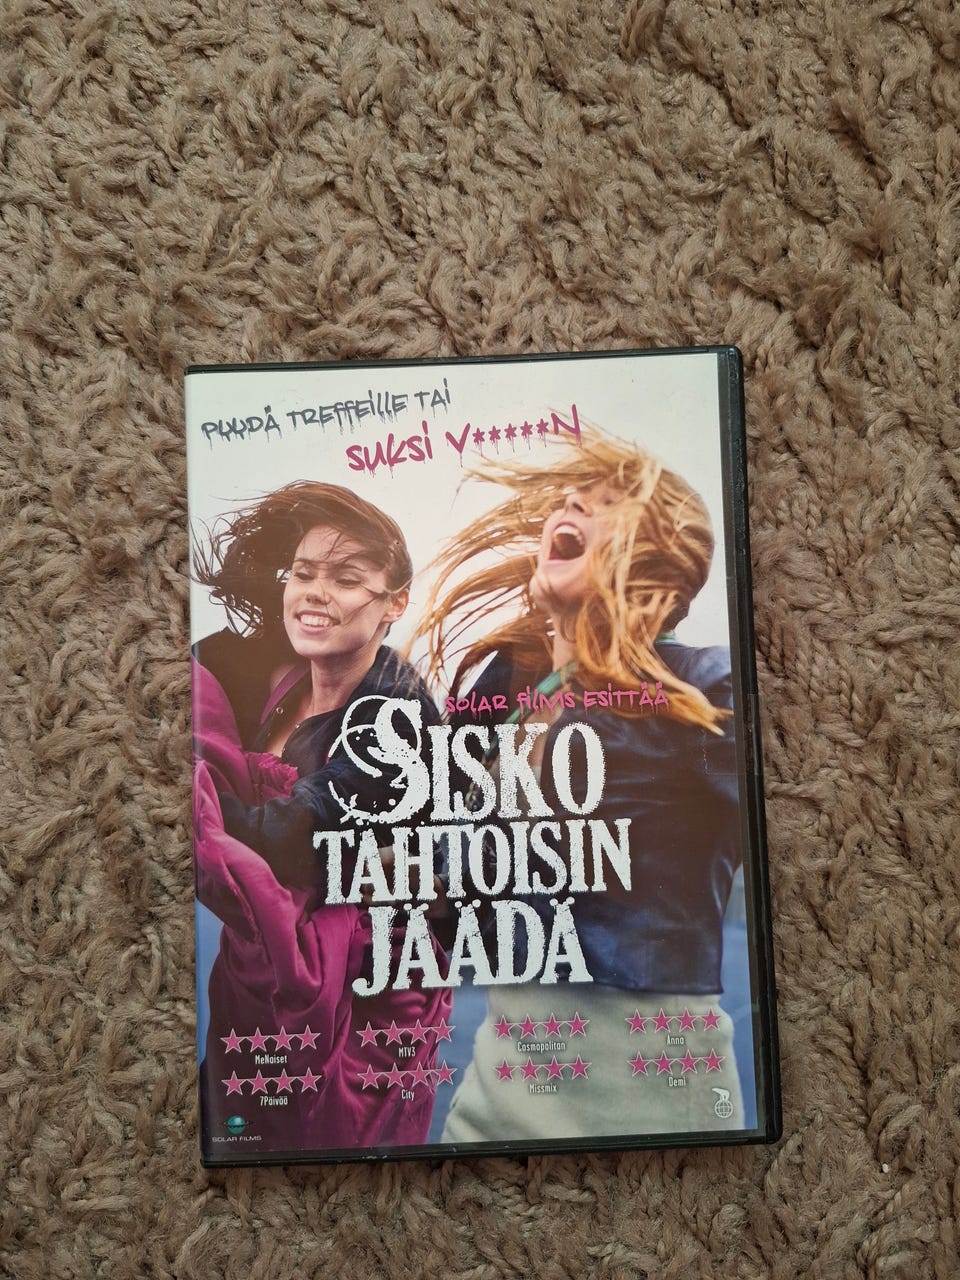 PUUDÅ TREFFEILLE TAI
SUKSI V*****N
SOLAR FILMS ESITTÄÄ
SISKO
TAHTOISIN
JÄÄDÄ
MeNaiset
MTV3
Cosmopolitan
Anna
7Päivää
City
Missmix
Demi
SOLAR FILMS